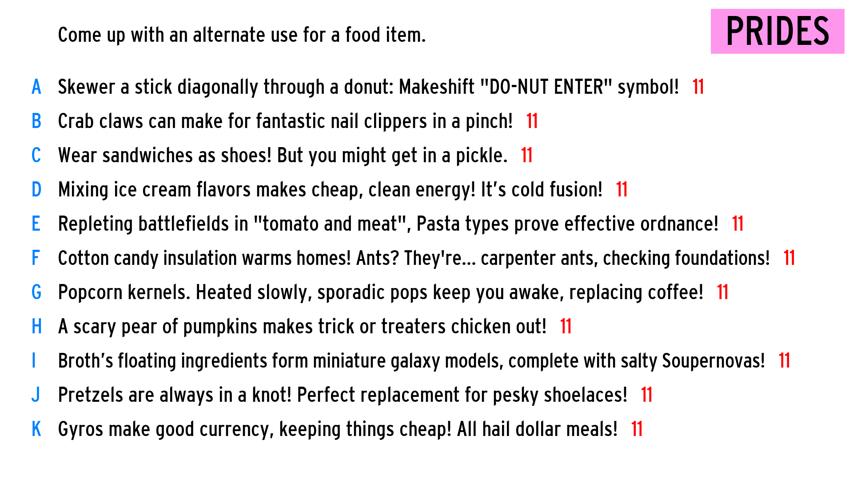 Come up with an alternate use for a food item.
PRIDES
A Skewer a stick diagonally through a donut: Makeshift "DO-NUT ENTER" symbol! 11
B Crab claws can make for fantastic nail clippers in a pinch! 11
C Wear sandwiches as shoes! But you might get in a pickle. 11
D Mixing ice cream flavors makes cheap, clean energy! It's cold fusion! 11
E Repleting battlefields in "tomato and meat", Pasta types prove effective ordnance! 11
F Cotton candy insulation warms homes! Ants? They're... carpenter ants, checking foundations! 11
G Popcorn kernels. Heated slowly, sporadic pops keep you awake, replacing coffee! 11
H A scary pear of pumpkins makes trick or treaters chicken out! 11
I Broth's floating ingredients form miniature galaxy models, complete with salty Soupernovas! 11
J Pretzels are always in a knot! Perfect replacement for pesky shoelaces! 11
K Gyros make good currency, keeping things cheap! All hail dollar meals! 11